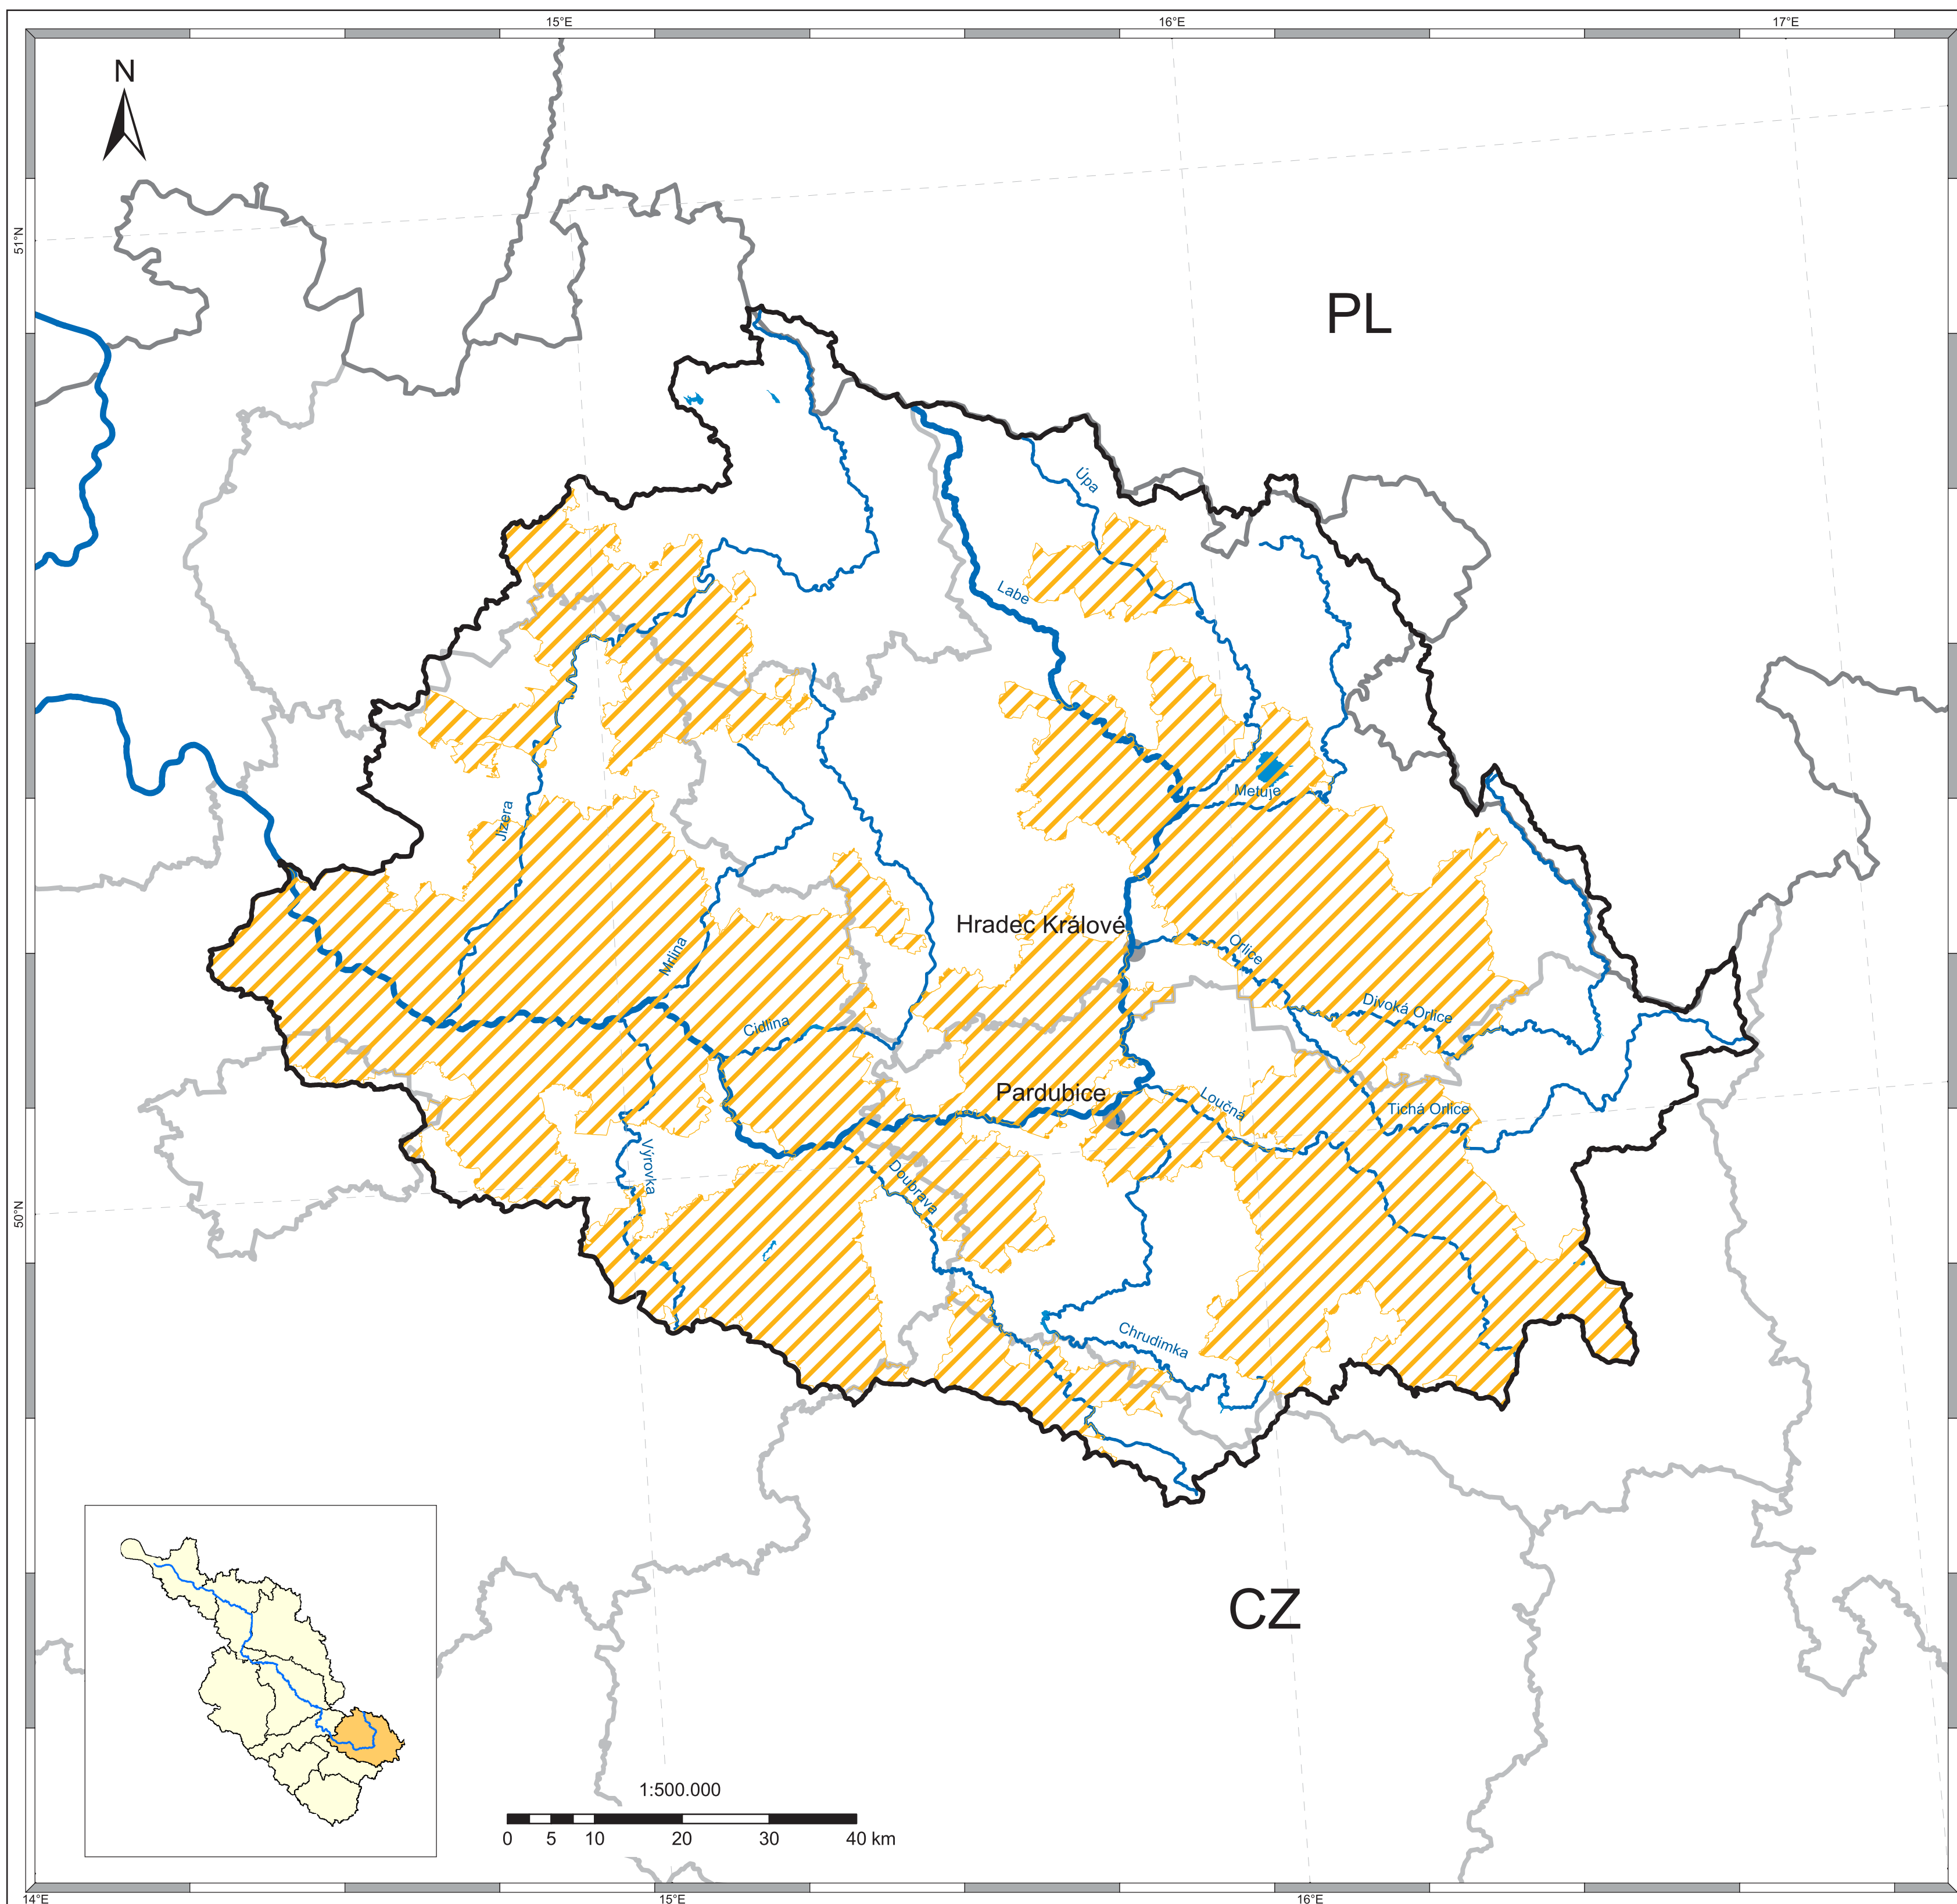 15°E
16°E
17°E
N
51°N
PL
Úpa
Labe
Metuje
Jizera
Hradec Králové
Orlice
Mrlina
Divoká Orlice
Cidlina
Pardubice
Loučná
Tichá Orlice
Výrovka
Doubrava
50°N
Chrudimka
CZ
1:500.000
0 5 10 20 30 40 km
14°E
15°E
16°E